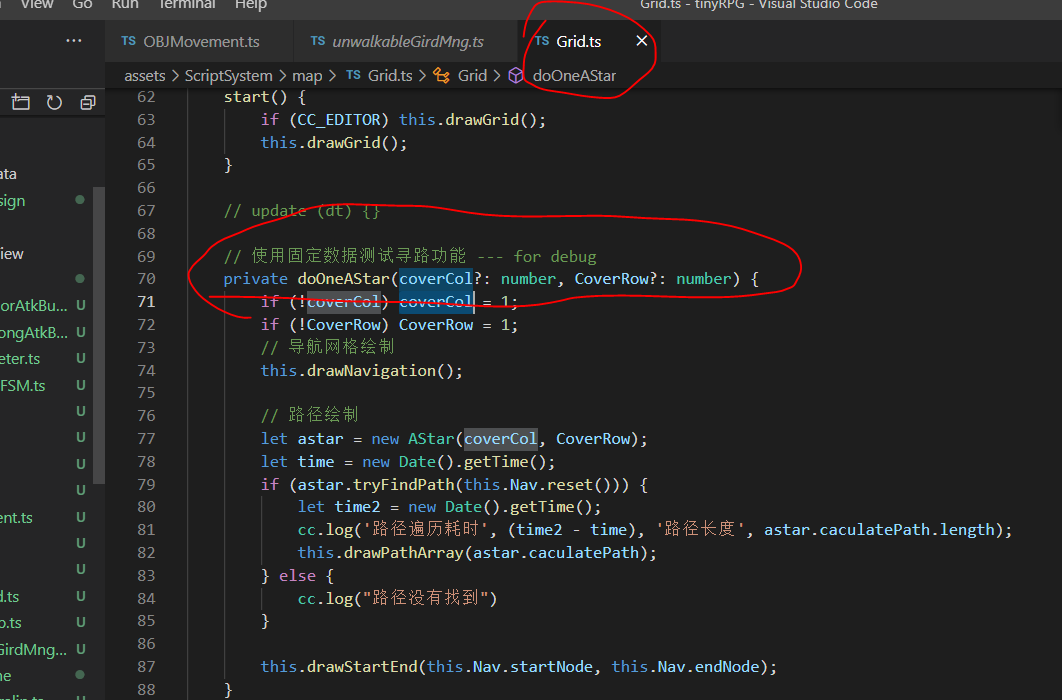 View Go Run Terminal Help Grid.ts - tinyRPG - Visual Studio Code
··· TS OBJMovement.ts TS unwalkableGirdMng.ts TS Grid.ts ×
assets > ScriptSystem > map > TS Grid.ts > Grid > doOneAStar
62 start() {
63 if (CC_EDITOR) this.drawGrid();
64 this.drawGrid();
65 }
66
67 // update (dt) {}
68
69 // 使用固定数据测试寻路功能 --- for debug
70 private doOneAStar(coverCol?: number, CoverRow?: number) {
71 if (!coverCol) coverCol = 1;
72 if (!CoverRow) CoverRow = 1;
73 // 导航网格绘制
74 this.drawNavigation();
75
76 // 路径绘制
77 let astar = new AStar(coverCol, CoverRow);
78 let time = new Date().getTime();
79 if (astar.tryFindPath(this.Nav.reset())) {
80 let time2 = new Date().getTime();
81 cc.log('路径遍历耗时', (time2 - time), '路径长度', astar.caculatePath.length);
82 this.drawPathArray(astar.caculatePath);
83 } else {
84 cc.log("路径没有找到")
85 }
86
87 this.drawStartEnd(this.Nav.startNode, this.Nav.endNode);
88 }
ata
sign
iew
orAtkBu... U
ongAtkB... U
eter.ts U
FSM.ts U
U
U
U
U
ent.ts U
U
U
d.ts U
o.ts U
GirdMng... U
ne